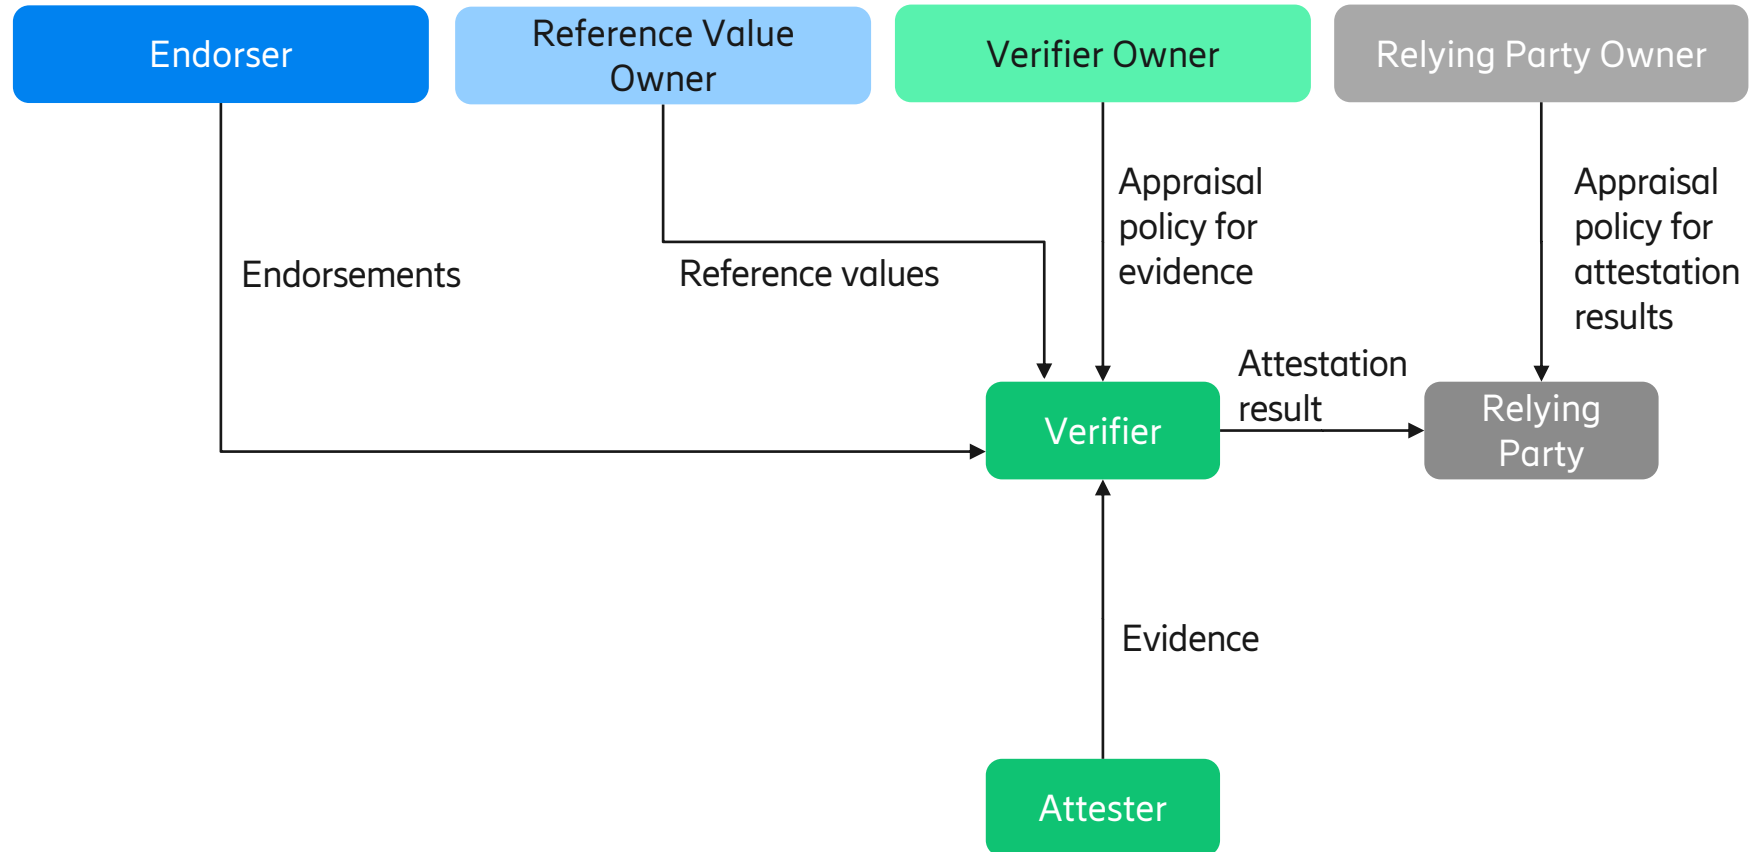 Endorser
Reference Value
Owner
Verifier Owner
Relying Party Owner
Appraisal
policy for
evidence
Appraisal
policy for
attestation
results
Endorsements
Reference values
Attestation
result
Verifier
Relying
Party
Evidence
Attester